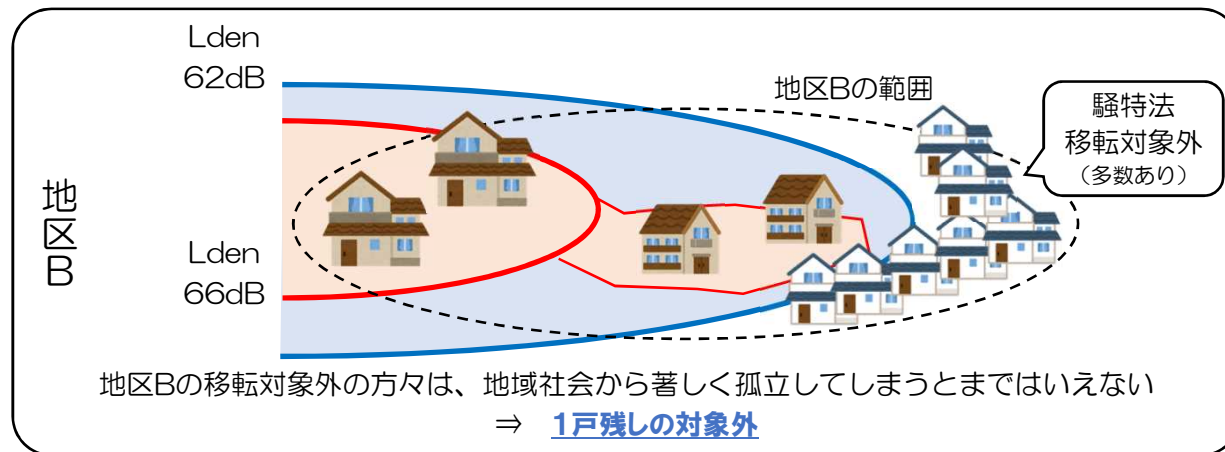 Lden
62dB
地区Bの範囲
騒特法
移転対象外
（多数あり）
地区B
Lden
66dB
地区Bの移転対象外の方々は、地域社会から著しく孤立してしまうとまではいえない
⇒ 1戸残しの対象外